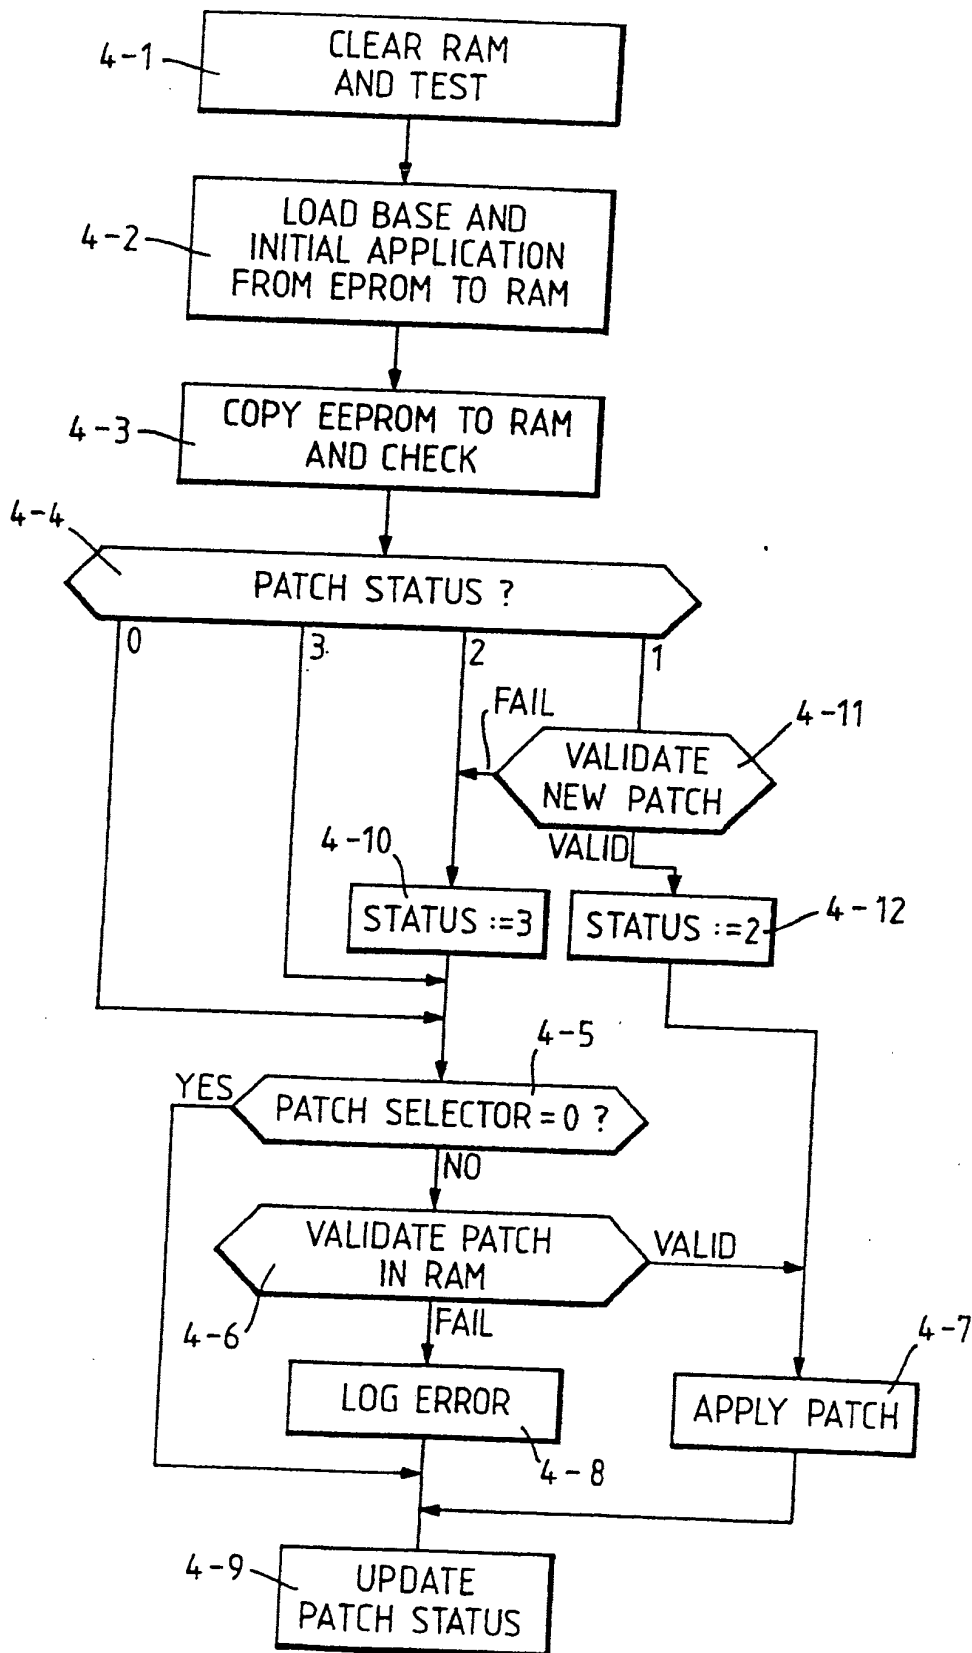 4-1
CLEAR RAM
AND TEST
4-2
LOAD BASE AND
INITIAL APPLICATION
FROM EPROM TO RAM
4-3
COPY EEPROM TO RAM
AND CHECK
4-4
PATCH STATUS ?
0
3
2
1
FAIL
4-11
VALIDATE
NEW PATCH
VALID
4-10
STATUS :=3
STATUS :=2
4-12
4-5
YES
PATCH SELECTOR = 0 ?
NO
VALIDATE PATCH
IN RAM
VALID
4-6
FAIL
4-7
LOG ERROR
APPLY PATCH
4-8
4-9
UPDATE
PATCH STATUS